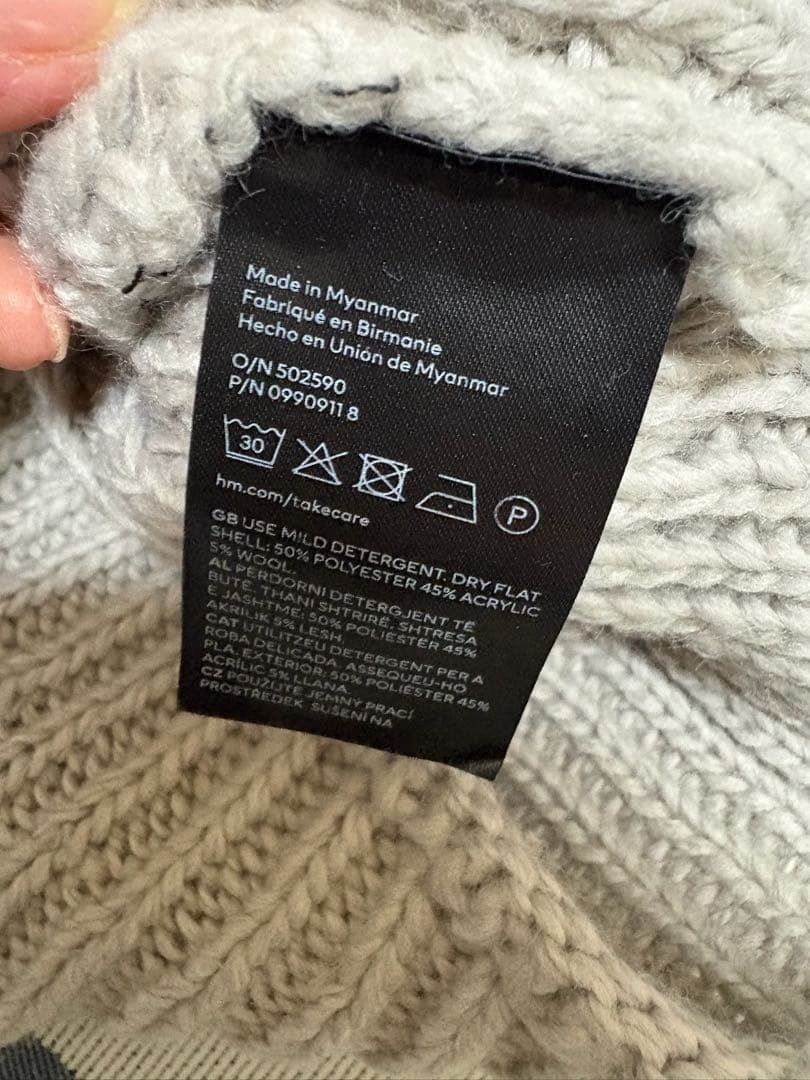 Made in Myanmar
Fabriqué en Birmanie
Hecho en Unión de Myanmar
O/N 502590
P/N 0990911 8
30
P
hm.com/takecare
GB USE MILD DETERGENT. DRY FLAT
SHELL: 50% POLYESTER 45% ACRYLIC
5% WOOL.
AL PERDORNI DETERGJENT TË
BUTË. THANI SHTRIRË. SHTRESA
E JASHTME: 50% POLIESTER 45%
AKRILIK 5% LESH.
CAT UTILITZEU DETERGENT PER A
ROBA DELICADA. ASSEQUEU-HO
PLA. EXTERIOR: 50% POLIÈSTER 45%
ACRÍLIC 5% LLANA.
CZ POUŽIJTE JEMNÝ PRACÍ
PROSTŘEDEK. SUŠENÍ NA